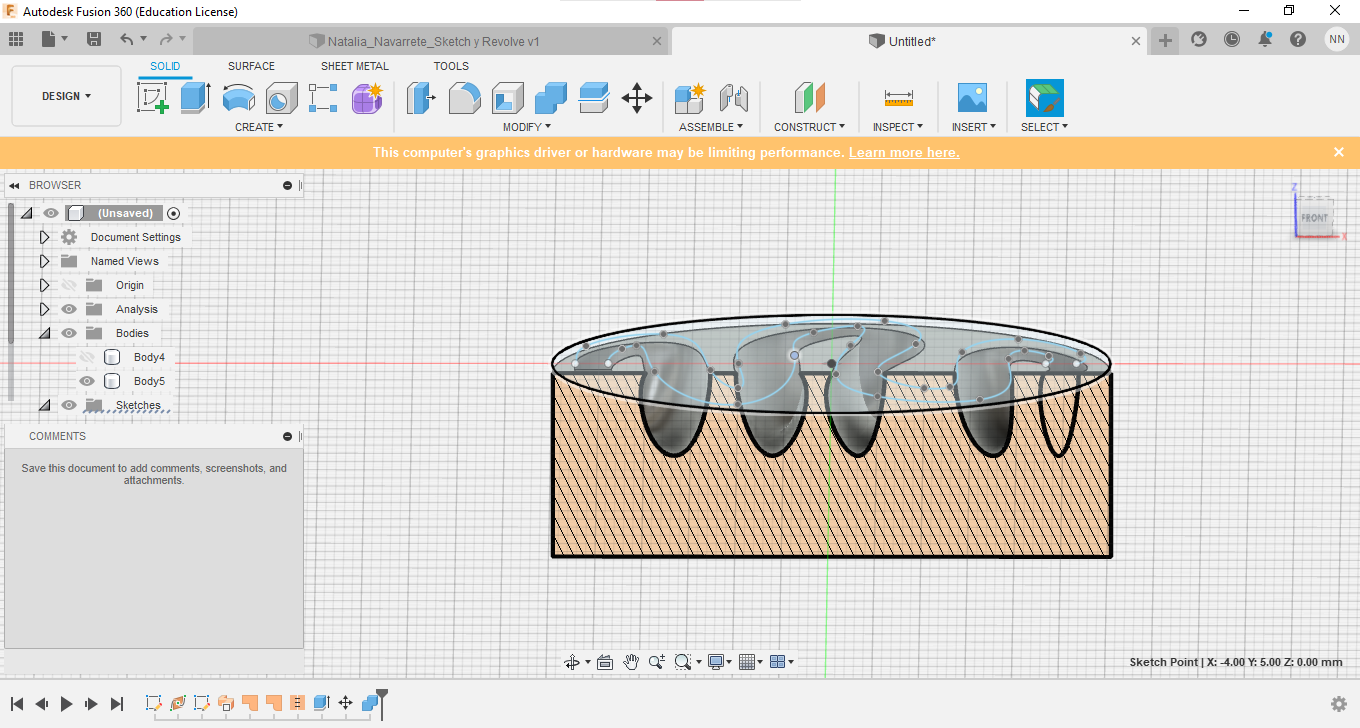 Autodesk Fusion 360 (Education License)
Natalia_Navarrete_Sketch y Revolve v1
Untitled*
NN
SOLID
SURFACE
SHEET METAL
TOOLS
DESIGN
CREATE
MODIFY
ASSEMBLE
CONSTRUCT
INSPECT
INSERT
SELECT
This computer's graphics driver or hardware may be limiting performance. Learn more here.
BROWSER
(Unsaved)
Document Settings
Named Views
Origin
Analysis
Bodies
Body4
Body5
Sketches
Z
FRONT
X
COMMENTS
Save this document to add comments, screenshots, and
attachments.
Sketch Point | X: -4.00 Y: 5.00 Z: 0.00 mm